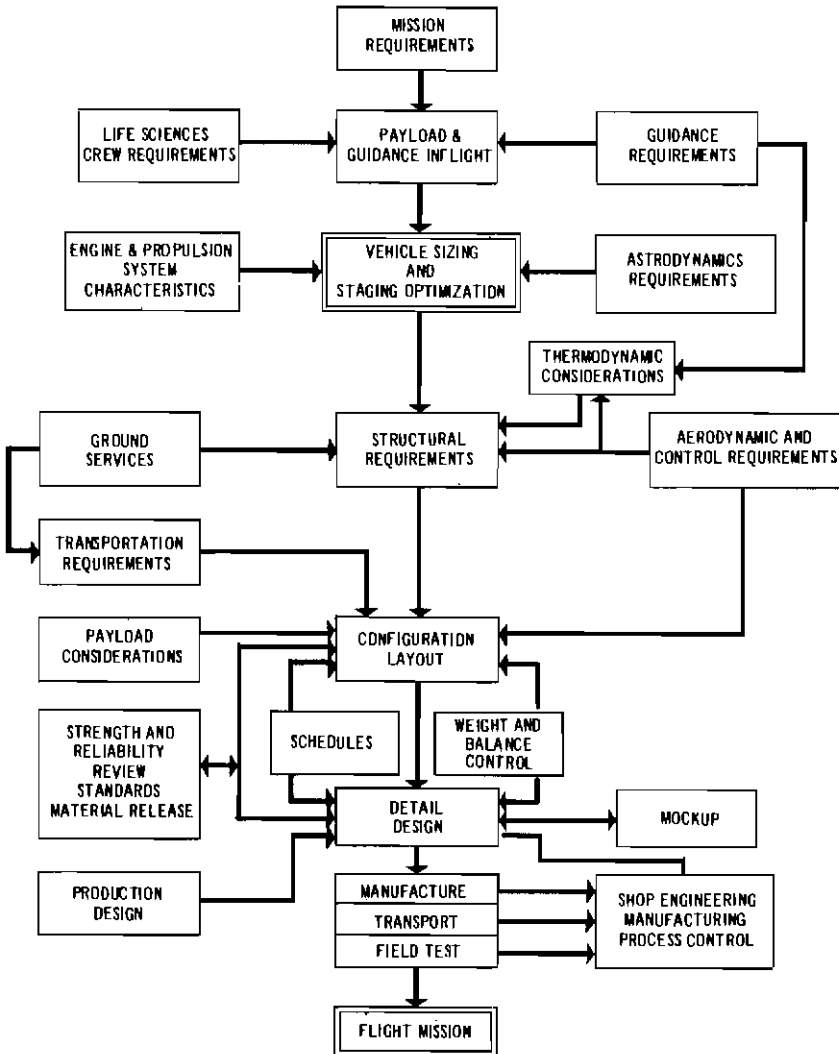 MISSION
REQUIREMENTS
LIFE SCIENCES
CREW REQUIREMENTS
PAYLOAD &
GUIDANCE INFLIGHT
GUIDANCE
REQUIREMENTS
ENGINE & PROPULSION
SYSTEM
CHARACTERISTICS
VEHICLE SIZING
AND
STAGING OPTIMIZATION
ASTRODYNAMICS
REQUIREMENTS
THERMODYNAMIC
CONSIDERATIONS
GROUND
SERVICES
STRUCTURAL
REQUIREMENTS
AERODYNAMIC AND
CONTROL REQUIREMENTS
TRANSPORTATION
REQUIREMENTS
PAYLOAD
CONSIDERATIONS
CONFIGURATION
LAYOUT
STRENGTH AND
RELIABILITY
REVIEW
STANDARDS
MATERIAL RELEASE
SCHEDULES
WEIGHT AND
BALANCE
CONTROL
DETAIL
DESIGN
MOCKUP
PRODUCTION
DESIGN
MANUFACTURE
TRANSPORT
FIELD TEST
SHOP ENGINEERING
MANUFACTURING
PROCESS CONTROL
FLIGHT MISSION